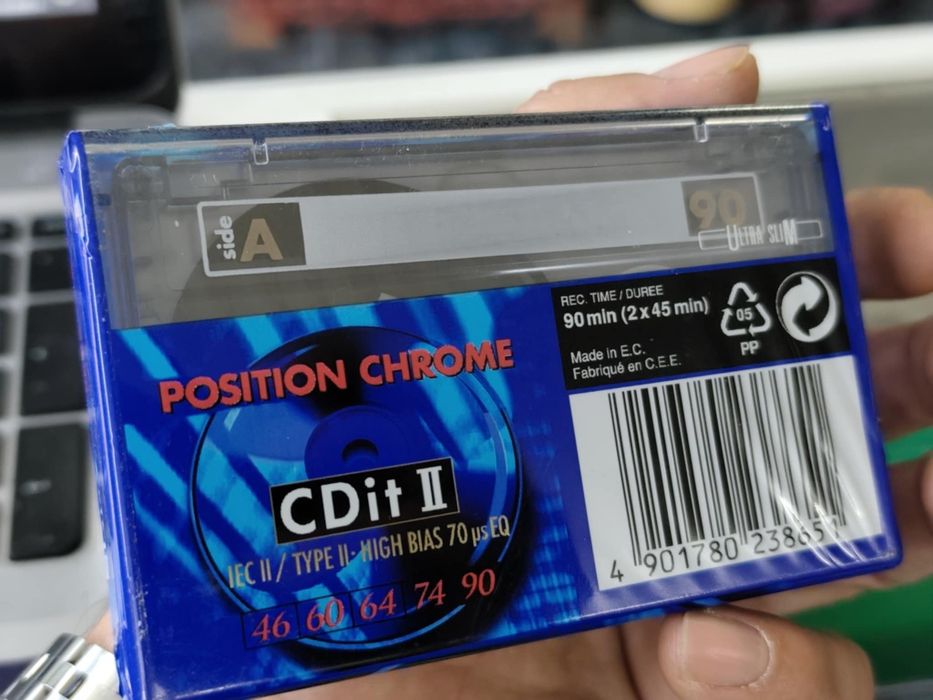 side A
90
ULTRA SLIM
REC. TIME / DUREE
90 min (2 x 45 min)
05
PP
Made in E.C.
Fabriqué en C.E.E.
POSITION CHROME
CDit II
IEC II / TYPE II · HIGH BIAS 70 µs EQ
46 60 64 74 90
4 901780 238651